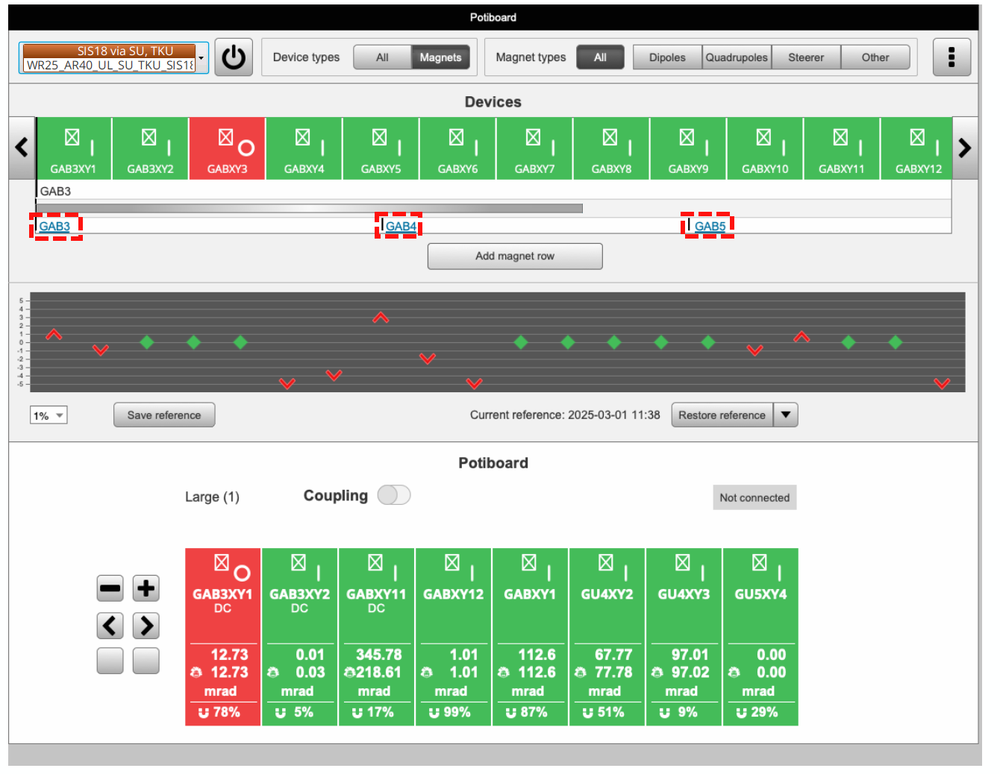 Potiboard
SIS18 via SU, TKU
WR25_AR40_UL_SU_TKU_SIS18
Device types All Magnets Magnet types All Dipoles Quadrupoles Steerer Other
Devices
GAB3XY1 GAB3XY2 GABXY3 GABXY4 GABXY5 GABXY6 GABXY7 GABXY8 GABXY9 GABXY10 GABXY11 GABXY12
GAB3
GAB3 GAB4 GAB5
Add magnet row
5
4
3
2
1
0
-1
-2
-3
-4
-5
1% Save reference Current reference: 2025-03-01 11:38 Restore reference
Potiboard
Large (1) Coupling Not connected
GAB3XY1 GAB3XY2 GABXY11 GABXY12 GABXY1 GU4XY2 GU4XY3 GU5XY4
DC DC DC
12.73 0.01 345.78 1.01 112.6 67.77 97.01 0.00
12.73 0.03 218.61 1.01 112.6 77.78 97.02 0.00
mrad mrad mrad mrad mrad mrad mrad mrad
78% 5% 17% 99% 87% 51% 9% 29%